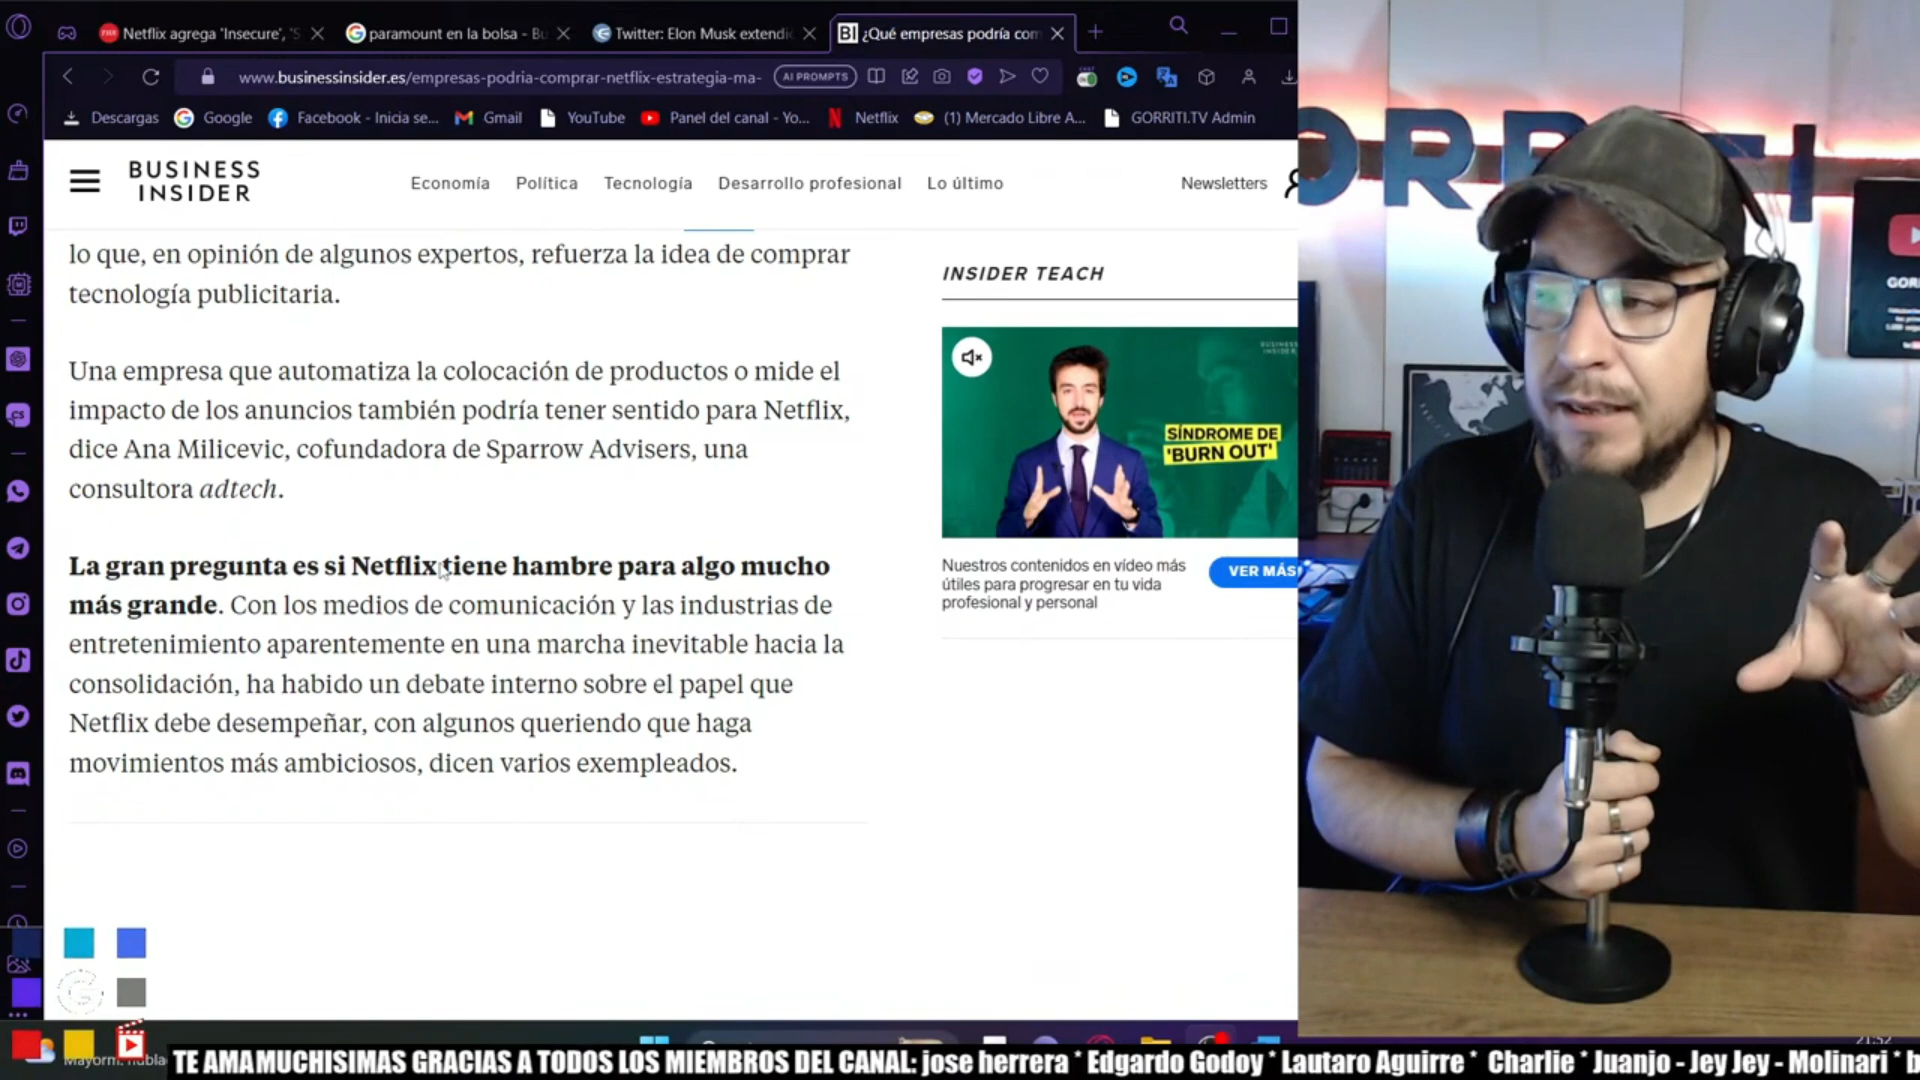 Netflix agrega 'Insecure', 'S
paramount en la bolsa - Bu
Twitter: Elon Musk extendi
BI ¿Qué empresas podría com
www.businessinsider.es/empresas-podria-comprar-netflix-estrategia-ma-
AI PROMPTS
Descargas
Google
Facebook - Inicia se...
Gmail
YouTube
Panel del canal - Yo...
Netflix
(1) Mercado Libre A...
GORRITI.TV Admin
BUSINESS
INSIDER
Economía
Política
Tecnología
Desarrollo profesional
Lo último
Newsletters
lo que, en opinión de algunos expertos, refuerza la idea de comprar
tecnología publicitaria.
Una empresa que automatiza la colocación de productos o mide el
impacto de los anuncios también podría tener sentido para Netflix,
dice Ana Milicevic, cofundadora de Sparrow Advisers, una
consultora adtech.
La gran pregunta es si Netflix tiene hambre para algo mucho
más grande. Con los medios de comunicación y las industrias de
entretenimiento aparentemente en una marcha inevitable hacia la
consolidación, ha habido un debate interno sobre el papel que
Netflix debe desempeñar, con algunos queriendo que haga
movimientos más ambiciosos, dicen varios exempleados.
INSIDER TEACH
SÍNDROME DE
'BURN OUT'
Nuestros contenidos en vídeo más
útiles para progresar en tu vida
profesional y personal
VER MÁS
ORRITI
GOR
CS
TE AMAMUCHISIMAS GRACIAS A TODOS LOS MIEMBROS DEL CANAL: jose herrera * Edgardo Godoy * Lautaro Aguirre * Charlie * Juanjo - Jey Jey - Molinari * b
21:52